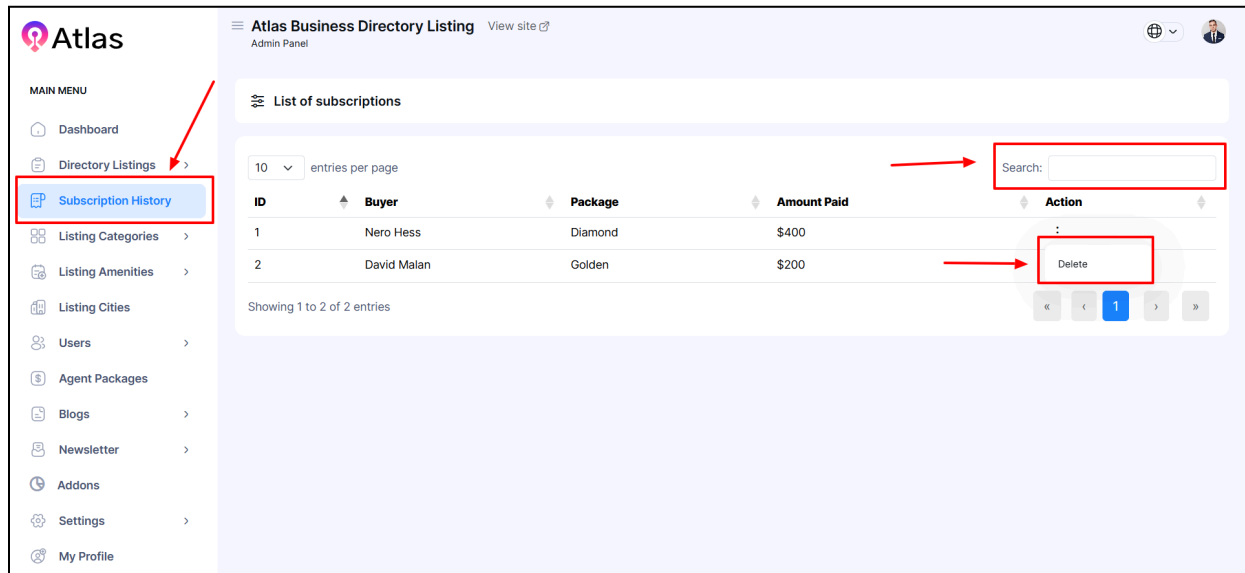 Atlas
Atlas Business Directory Listing View site
Admin Panel
MAIN MENU
Dashboard
Directory Listings
Subscription History
Listing Categories
Listing Amenities
Listing Cities
Users
Agent Packages
Blogs
Newsletter
Addons
Settings
My Profile
List of subscriptions
10 entries per page
Search:
ID Buyer Package Amount Paid Action
1 Nero Hess Diamond $400 :
2 David Malan Golden $200
Delete
Showing 1 to 2 of 2 entries
« ‹ 1 › »